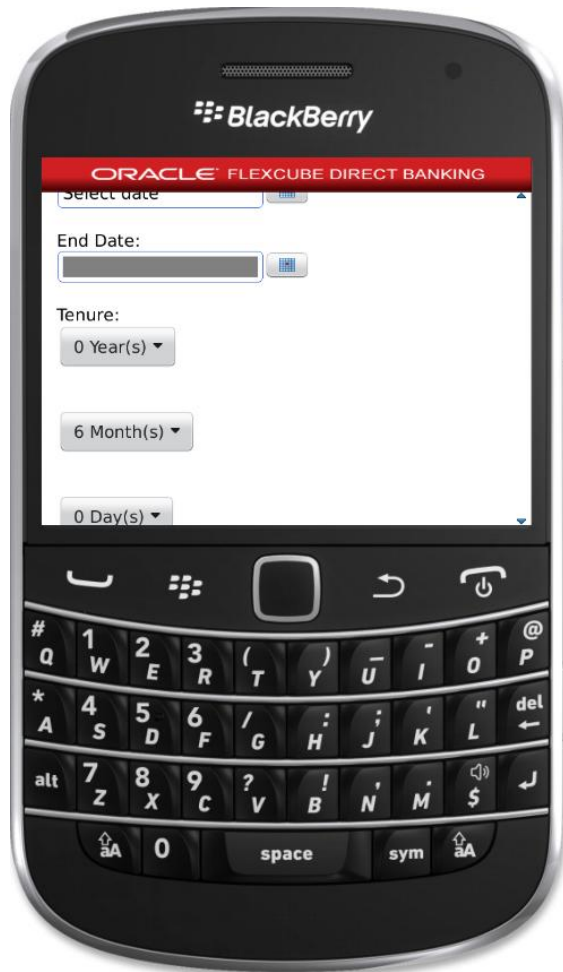 BlackBerry
ORACLE FLEXCUBE DIRECT BANKING
Select date
End Date:
Tenure:
0 Year(s)
6 Month(s)
0 Day(s)
# 1 2 3 ( ) _ - + @
Q W E R T Y U I O P
* 4 5 6 / : ; ' " del
A S D F G H J K L
alt 7 8 9 ? ! , .
Z X C V B N M $
aA 0 space sym aA